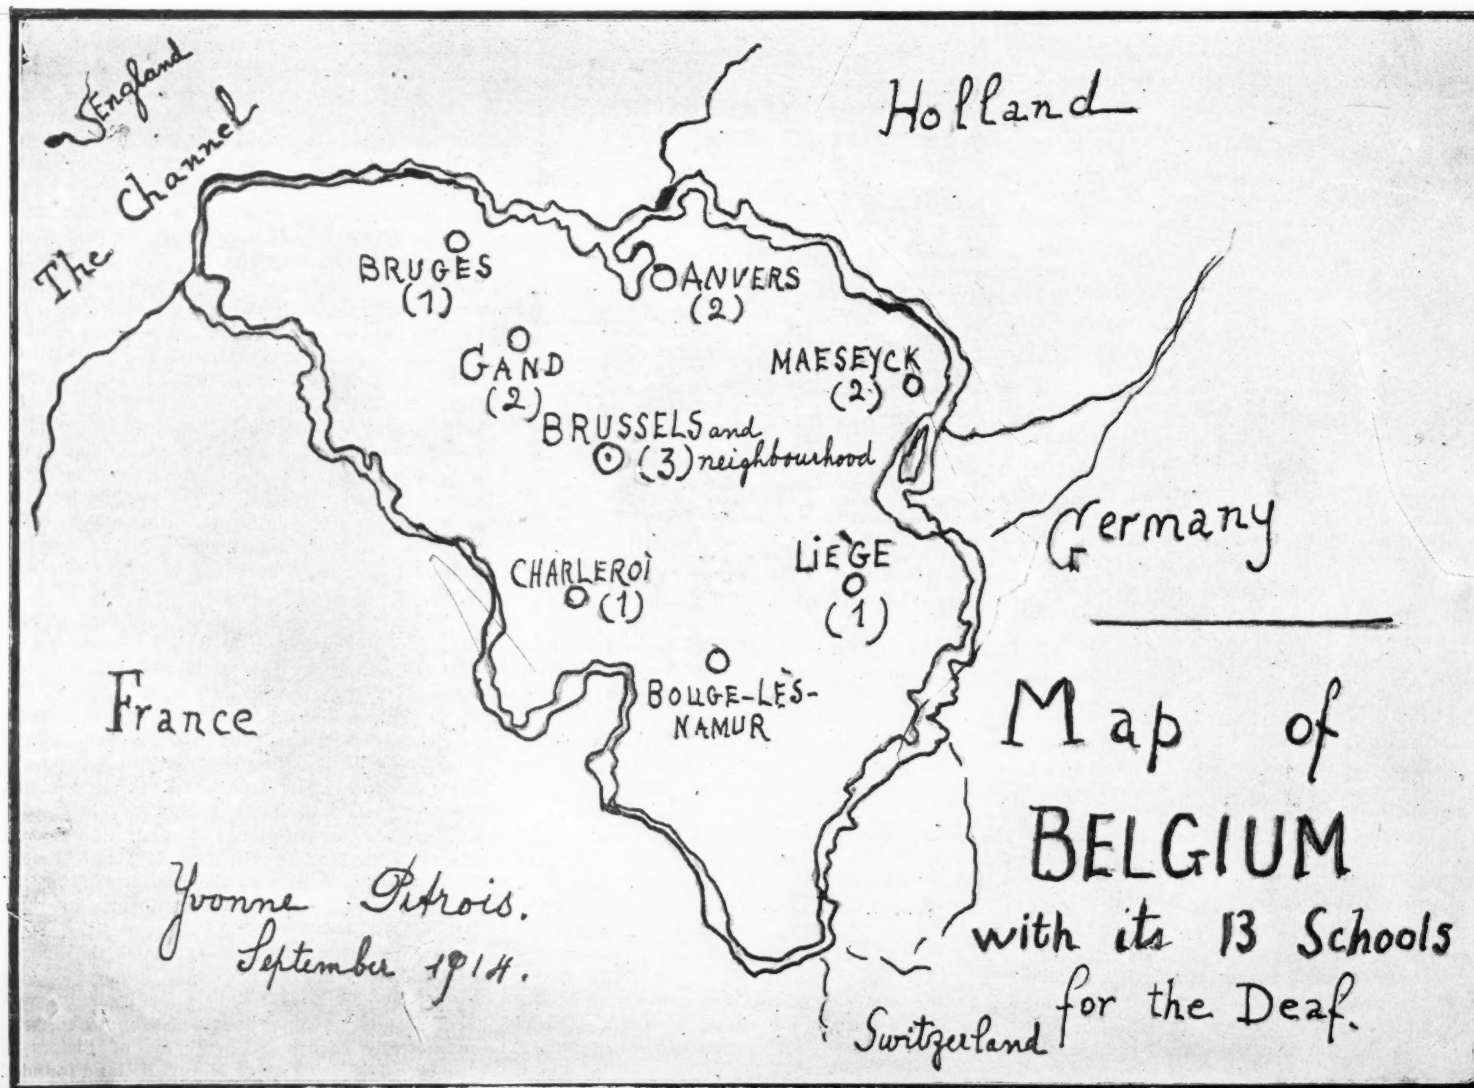 England
The Channel
Holland
BRUGES
(1)
ANVERS
(2)
GAND
(2)
MAESEYCK
(2)
BRUSSELS and
(3) neighbourhood
Germany
LIÈGE
(1)
CHARLEROI
(1)
BOUGE-LÈS-
NAMUR
France
Map of
BELGIUM
with its 13 Schools
for the Deaf.
Yvonne Pitrois.
September 1914.
Switzerland